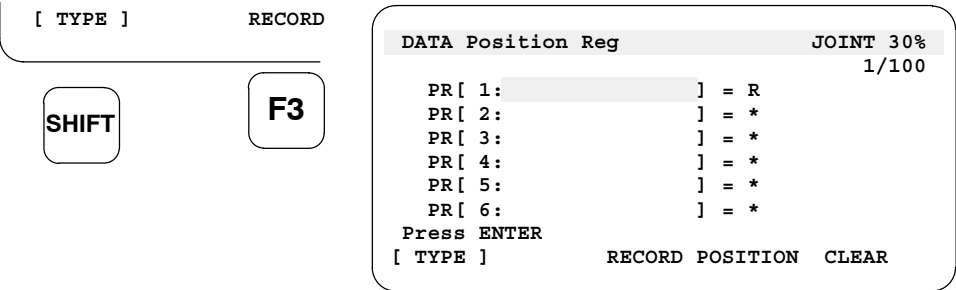 [ TYPE ] RECORD
SHIFT
F3
DATA Position Reg JOINT 30%
1/100
PR[ 1: ] = R
PR[ 2: ] = *
PR[ 3: ] = *
PR[ 4: ] = *
PR[ 5: ] = *
PR[ 6: ] = *
Press ENTER
[ TYPE ] RECORD POSITION CLEAR